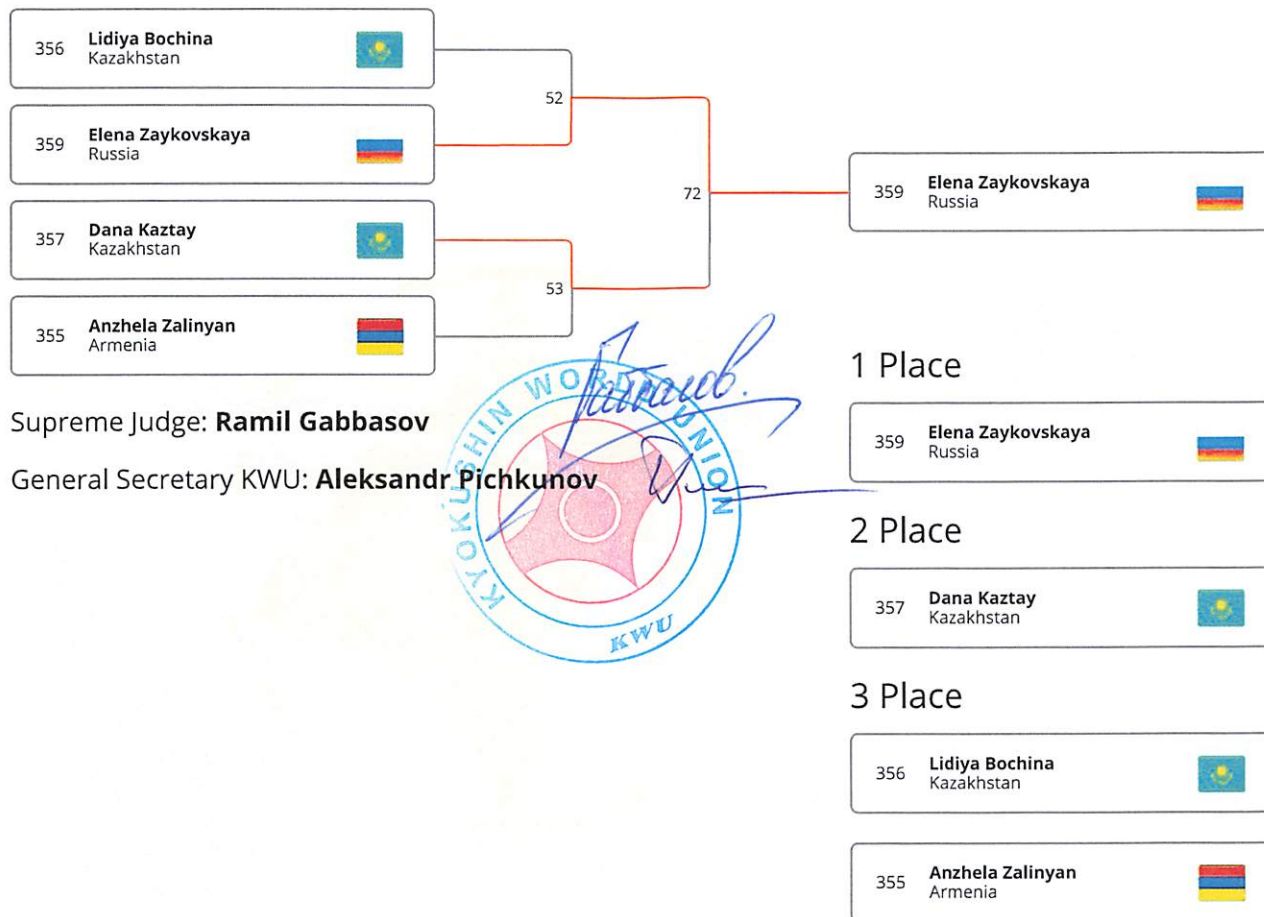 356 Lidiya Bochina
Kazakhstan
52
359 Elena Zaykovskaya
Russia
357 Dana Kaztay
Kazakhstan
53
355 Anzhela Zalinyan
Armenia
72
359 Elena Zaykovskaya
Russia
Supreme Judge: Ramil Gabbasov
General Secretary KWU: Aleksandr Pichkunov
KYOKUSHIN WORLD UNION
KWU
1 Place
359 Elena Zaykovskaya
Russia
2 Place
357 Dana Kaztay
Kazakhstan
3 Place
356 Lidiya Bochina
Kazakhstan
355 Anzhela Zalinyan
Armenia